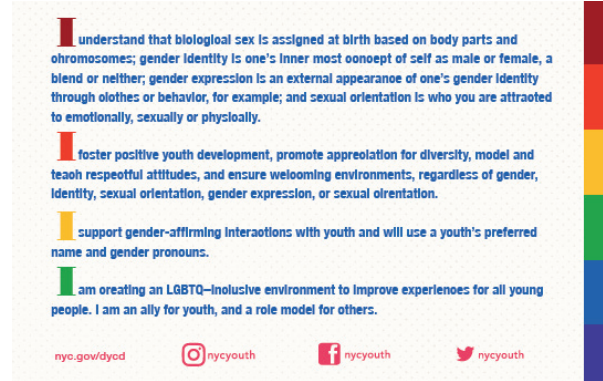 I understand that biological sex is assigned at birth based on body parts and
chromosomes; gender identity is one's inner most concept of self as male or female, a
blend or neither; gender expression is an external appearance of one's gender identity
through clothes or behavior, for example; and sexual orientation is who you are attracted
to emotionally, sexually or physically.
I foster positive youth development, promote appreciation for diversity, model and
teach respectful attitudes, and ensure welcoming environments, regardless of gender,
identity, sexual orientation, gender expression, or sexual oirentation.
I support gender-affirming interactions with youth and will use a youth's preferred
name and gender pronouns.
I am creating an LGBTQ–inclusive environment to improve experiences for all young
people. I am an ally for youth, and a role model for others.
nyc.gov/dycd nycyouth nycyouth nycyouth